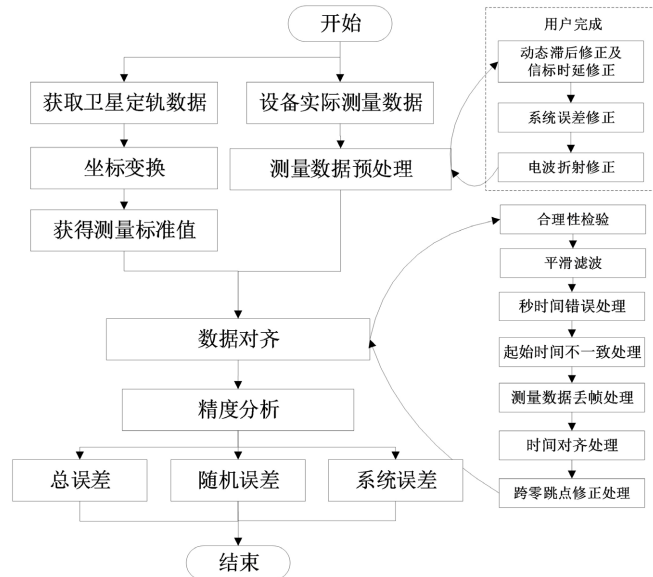 开始
获取卫星定轨数据
设备实际测量数据
坐标变换
测量数据预处理
获得测量标准值
数据对齐
精度分析
总误差
随机误差
系统误差
结束
用户完成
动态滞后修正及
信标时延修正
系统误差修正
电波折射修正
合理性检验
平滑滤波
秒时间错误处理
起始时间不一致处理
测量数据丢帧处理
时间对齐处理
跨零跳点修正处理